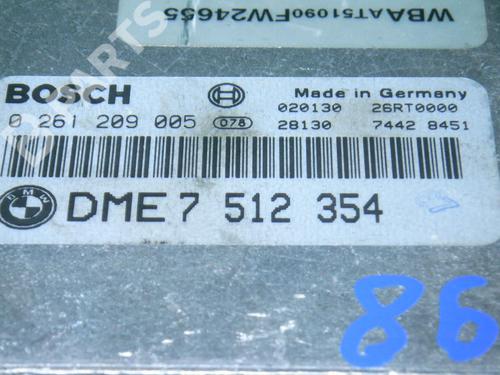 WBAAT51090FW24655
BOSCH Made in Germany
020130 26RT0000
0 261 209 005 078 28130 7442 8451
BMW DME 7 512 354
86